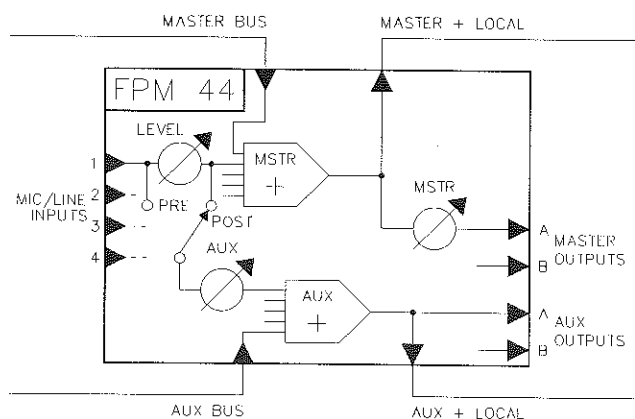 MASTER BUS
MASTER + LOCAL
FPM 44
LEVEL
1
MSTR
+
2
MIC/LINE
INPUTS
PRE
MSTR
3
POST
A
MASTER
OUTPUTS
4
AUX
B
AUX
+
A
AUX
OUTPUTS
B
AUX BUS
AUX + LOCAL